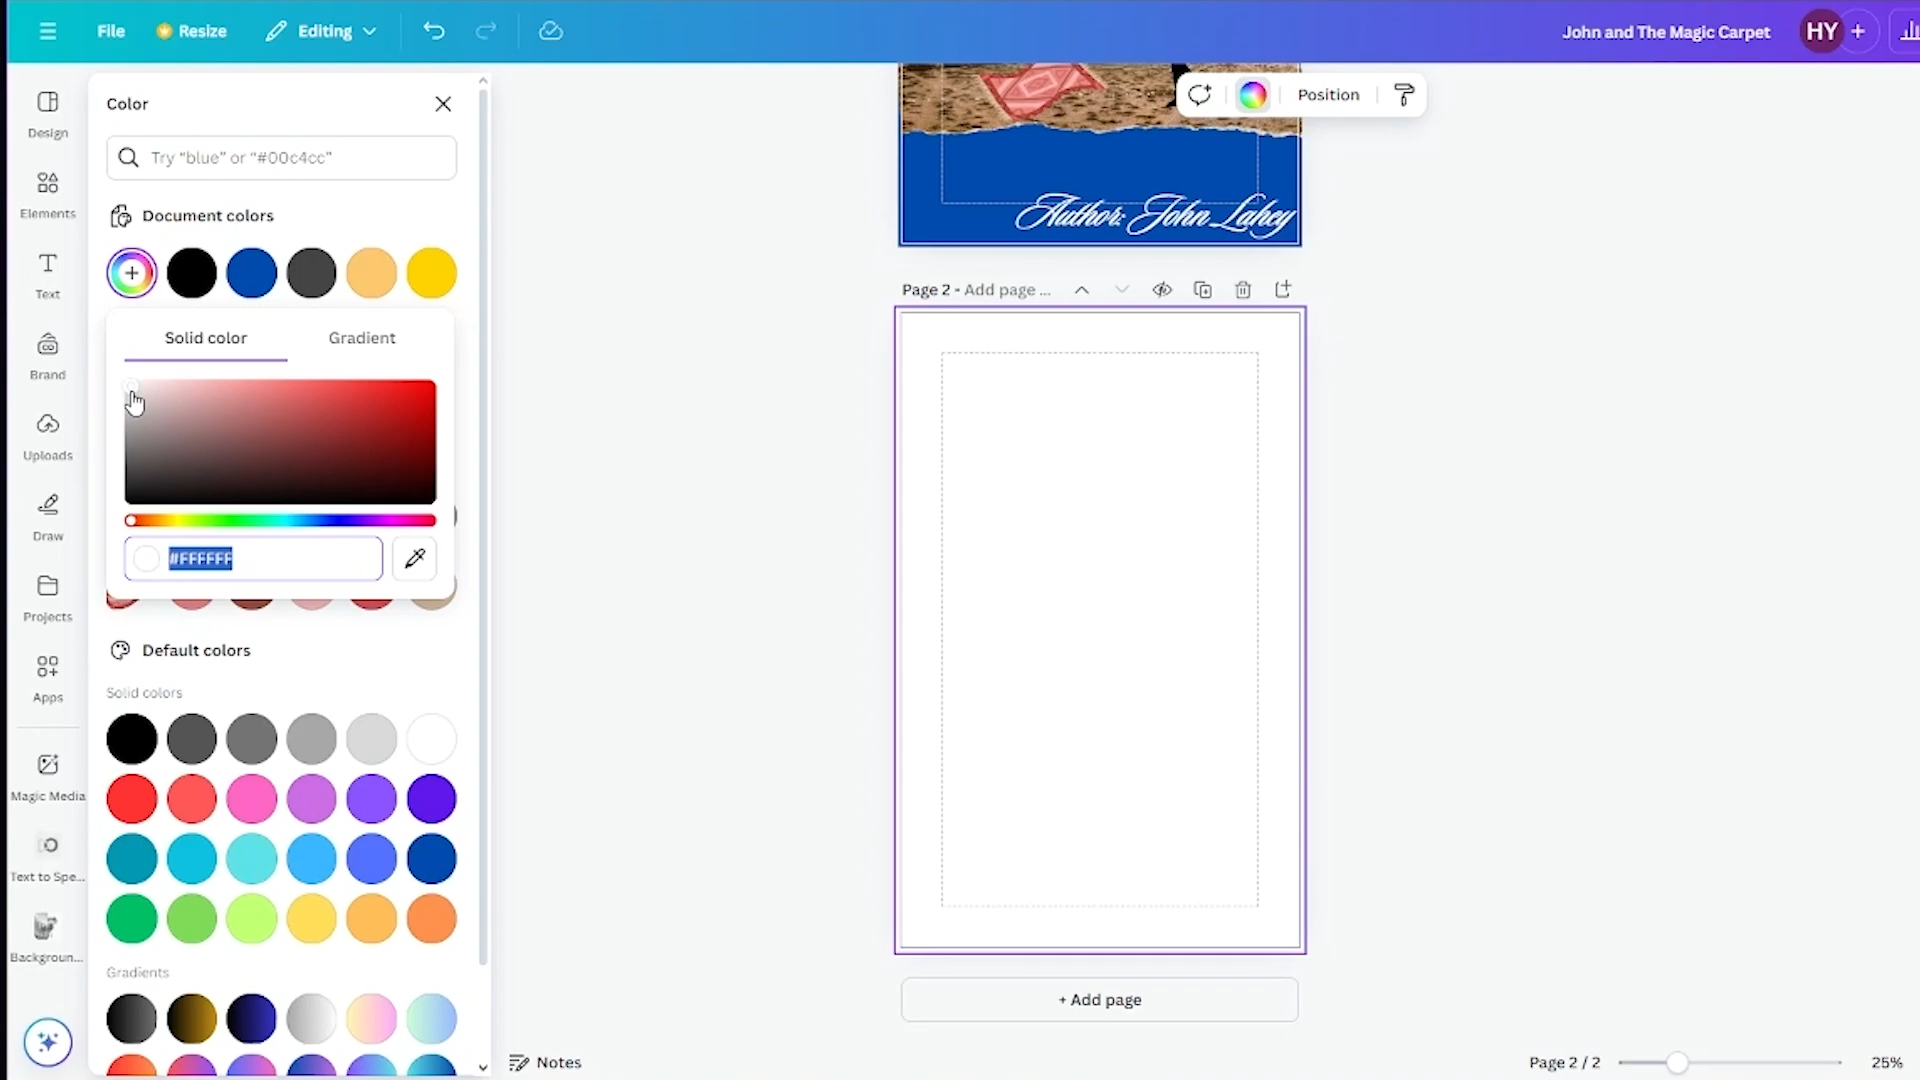 File
Resize
Editing
John and The Magic Carpet
HY
Design
Elements
Text
Brand
Uploads
Draw
Projects
Apps
Magic Media
Text to Spe...
Backgroun...
Color
Try "blue" or "#00c4cc"
Document colors
Solid color
Gradient
#FFFFFF
Default colors
Solid colors
Gradients
Position
Author: John Lahey
Page 2 - Add page ...
+ Add page
Notes
Page 2 / 2
25%